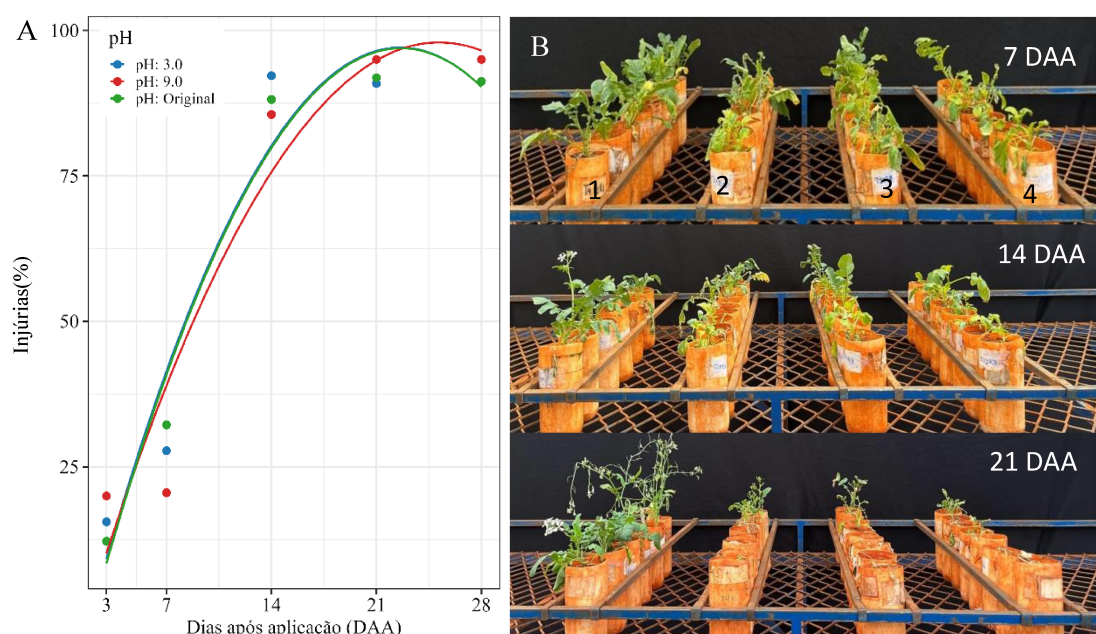 A
pH
pH: 3.0
pH: 9.0
pH: Original
100
75
50
25
3 7 14 21 28
Injúrias(%)
Dias após aplicação (DAA)
B
7 DAA
1 2 3 4
14 DAA
21 DAA